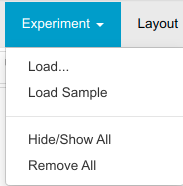 Experiment Layout
Load...
Load Sample
Hide/Show All
Remove All